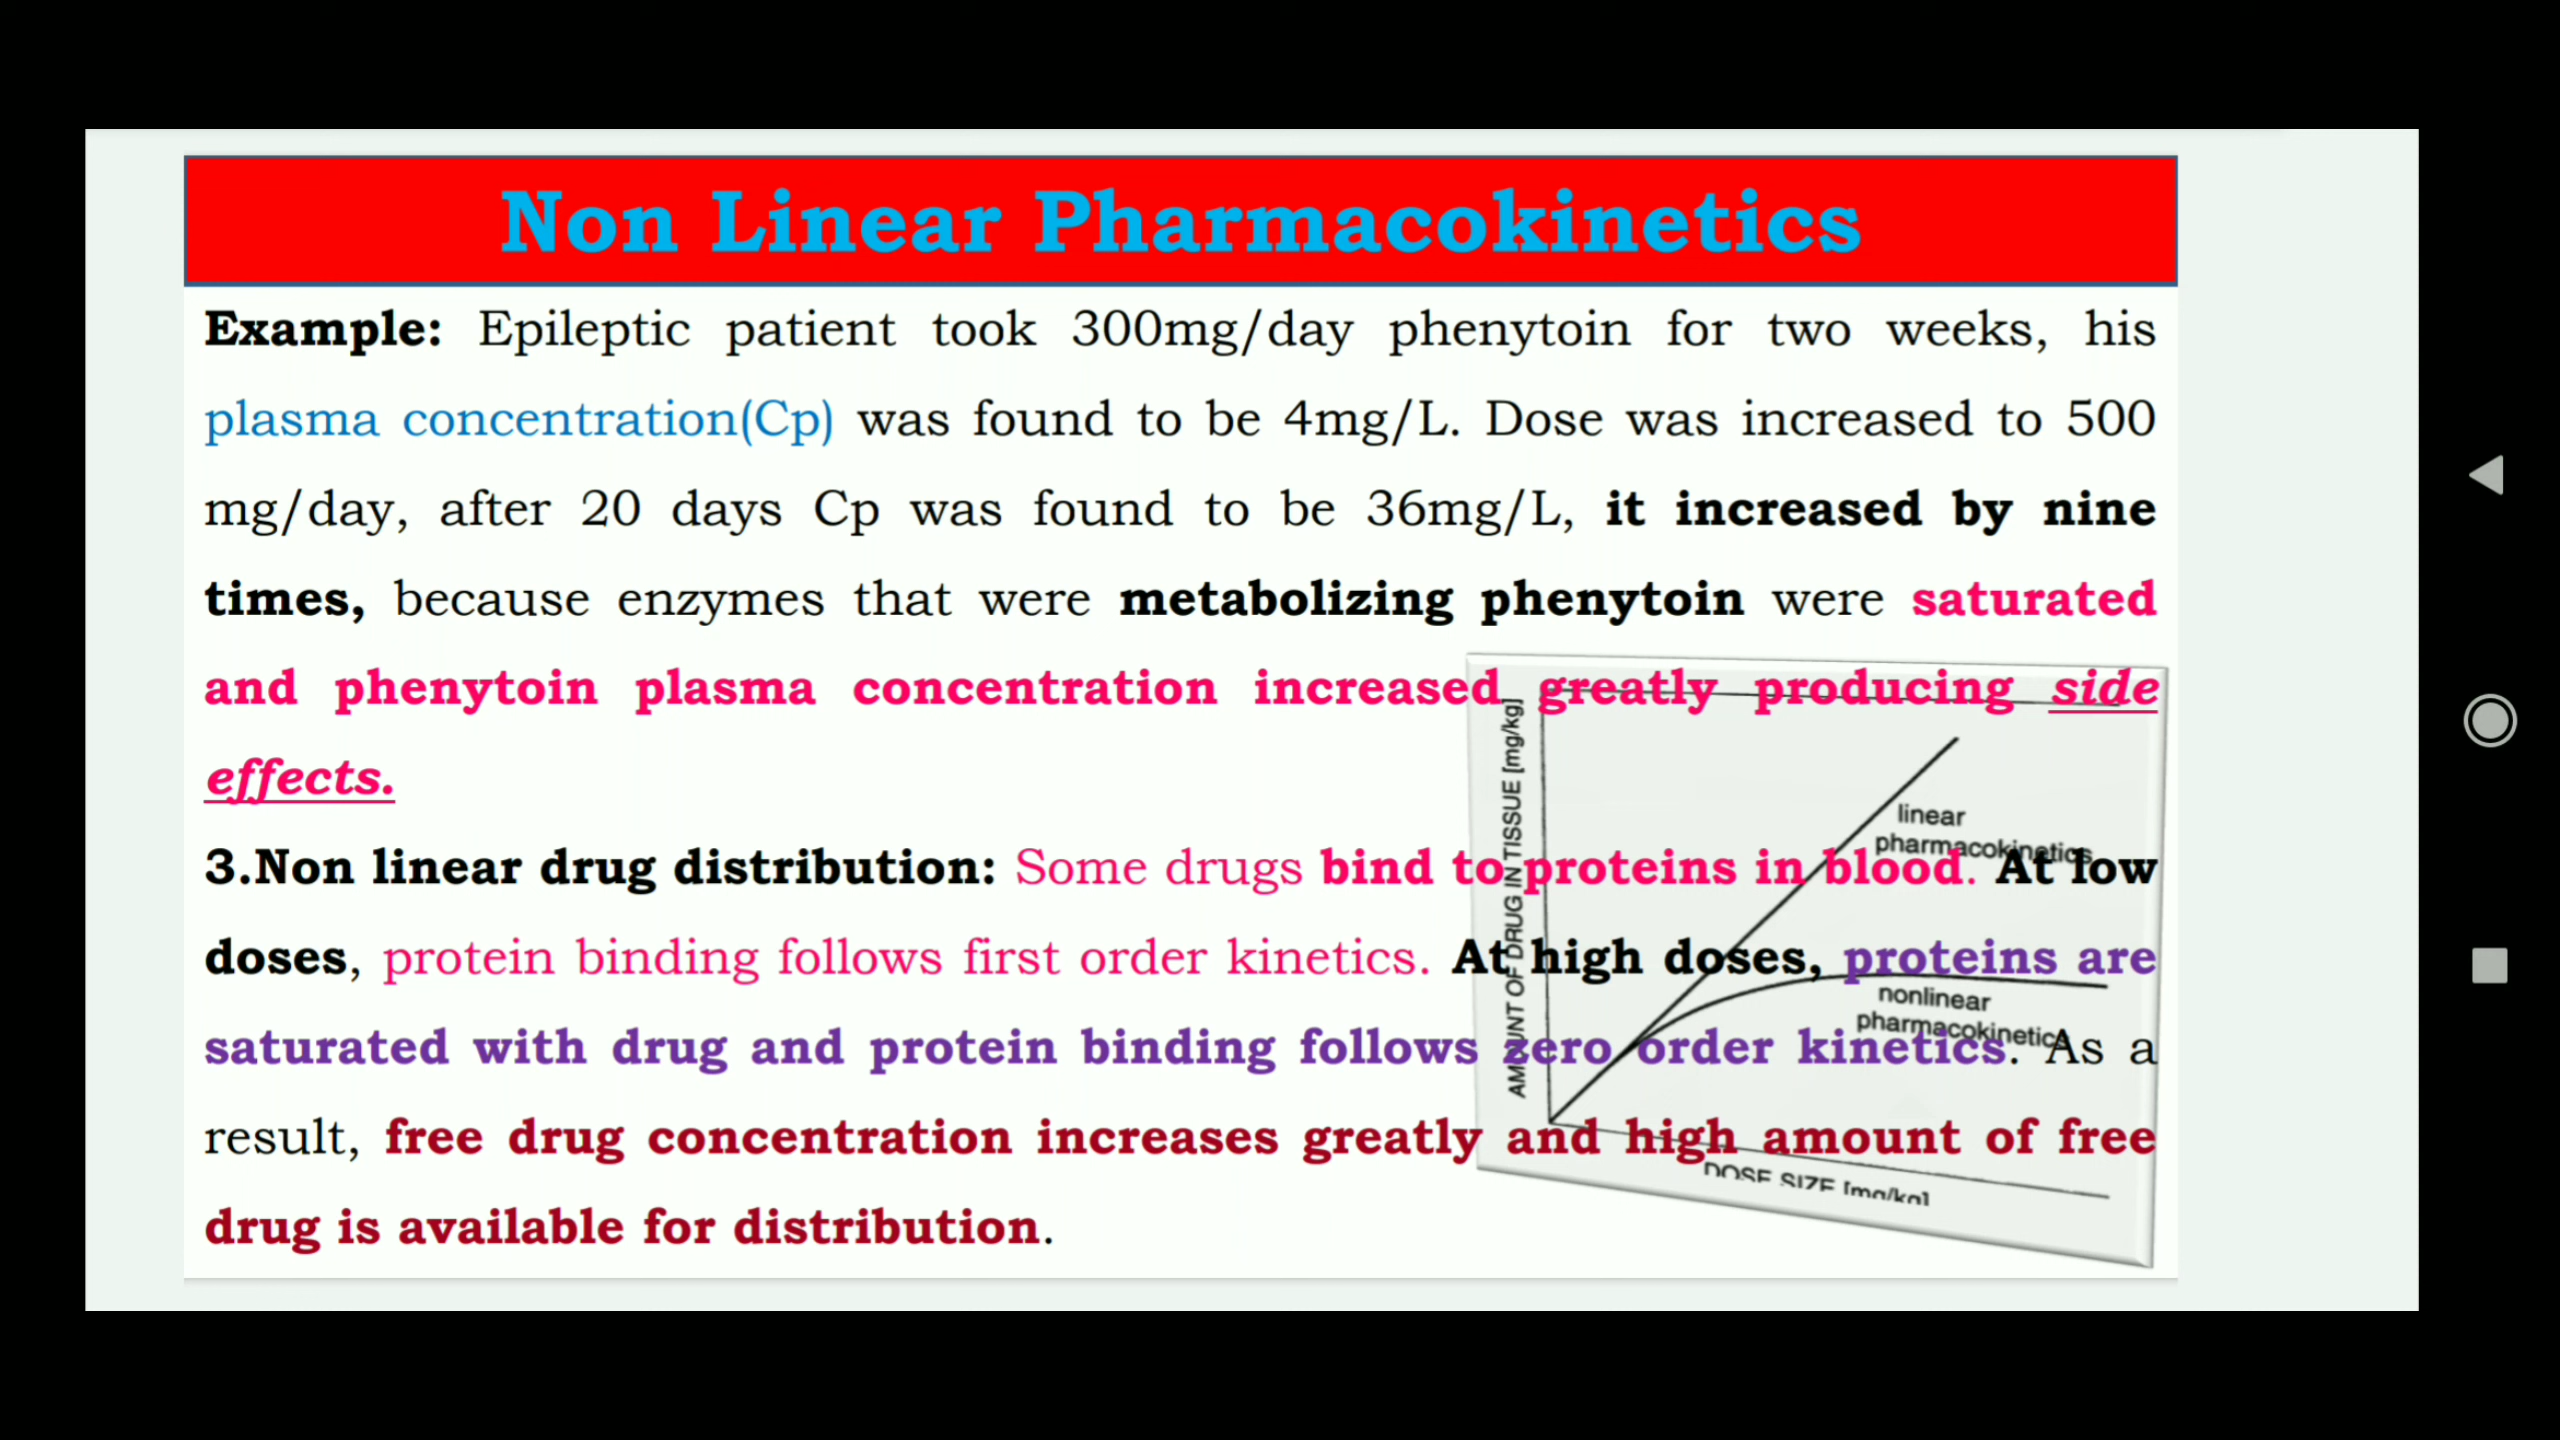 Non Linear Pharmacokinetics
Example: Epileptic patient took 300mg/day phenytoin for two weeks, his
plasma concentration(Cp) was found to be 4mg/L. Dose was increased to 500
mg/day, after 20 days Cp was found to be 36mg/L, it increased by nine
times, because enzymes that were metabolizing phenytoin were saturated
and phenytoin plasma concentration increased greatly producing side
effects.
3.Non linear drug distribution: Some drugs bind to proteins in blood. At low
doses, protein binding follows first order kinetics. At high doses, proteins are
saturated with drug and protein binding follows zero order kinetics. As a
result, free drug concentration increases greatly and high amount of free
drug is available for distribution.
AMOUNT OF DRUG IN TISSUE [mg/kg]
linear
pharmacokinetics
nonlinear
pharmacokinetics
DOSE SIZE [mg/kg]